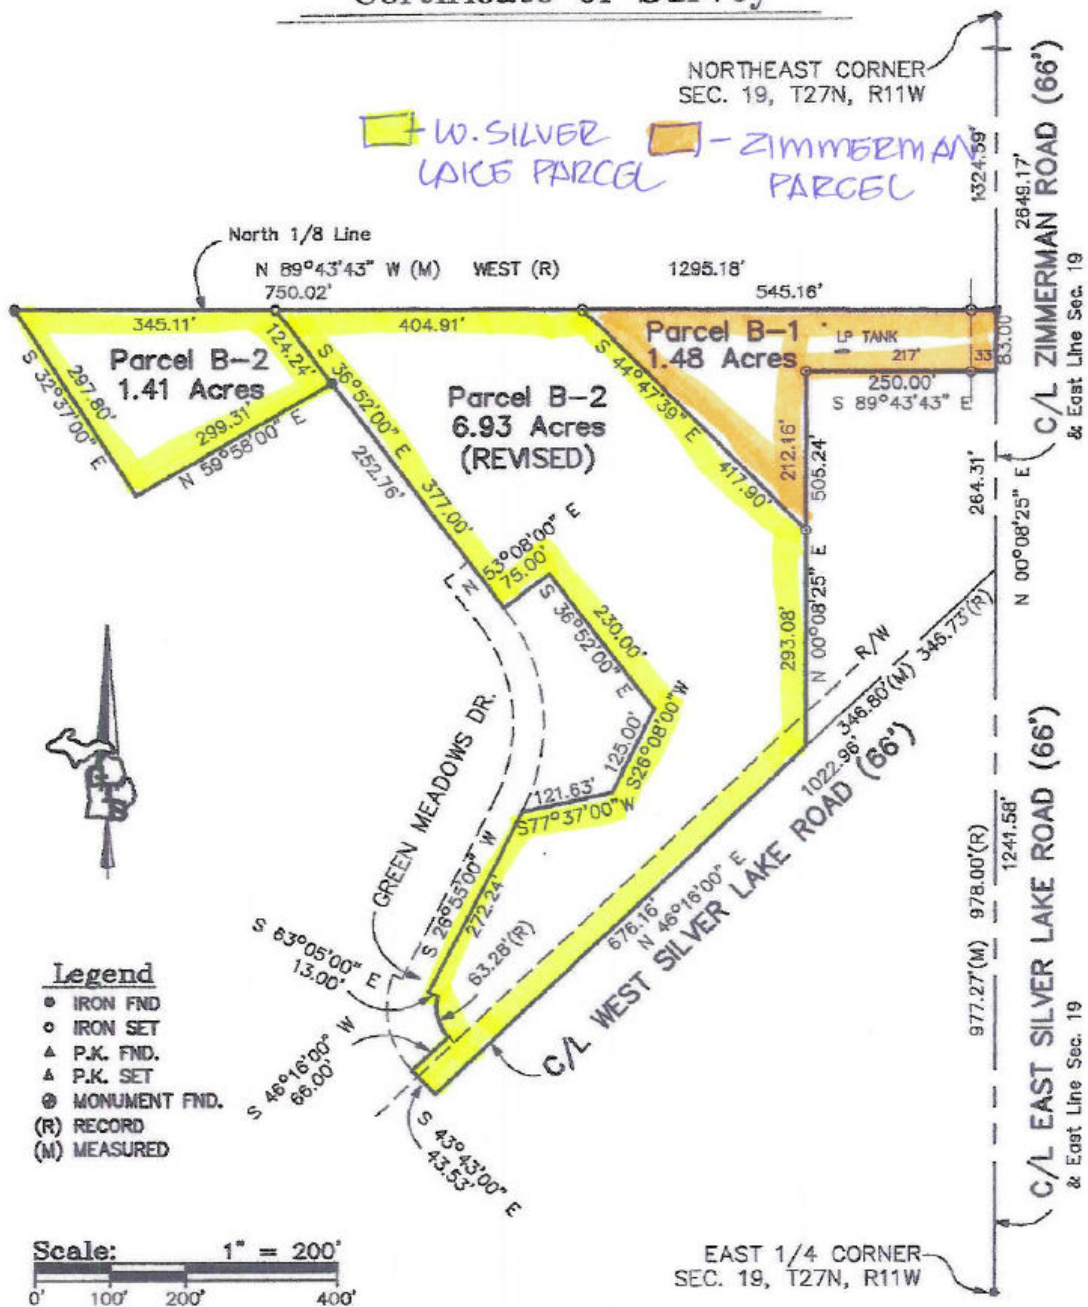 Certificate of Survey
NORTHEAST CORNER
SEC. 19, T27N, R11W
- W. SILVER
LAKE PARCEL
- ZIMMERMAN
PARCEL
1324.59'
2649.17'
C/L ZIMMERMAN ROAD (66')
& East Line Sec. 19
North 1/8 Line
N 89°43'43" W (M) WEST (R)
1295.18'
750.02'
545.16'
345.11'
404.91'
Parcel B-2
1.41 Acres
124.24'
S 32°37'00" E
297.80'
299.31'
N 59°58'00" E
S 36°52'00" E
377.00'
252.76'
Parcel B-2
6.93 Acres
(REVISED)
S 44°47'39" E
417.90'
Parcel B-1
1.48 Acres
LP TANK
217'
33'
83.00'
250.00'
S 89°43'43" E
212.16'
505.24'
264.31'
N 00°08'25" E
N 00°08'25" E
293.08'
53°08'00" E
75.00'
N
S 36°52'00" E
230.00'
S26°08'00"W
125.00'
121.63'
S77°37'00"W
R/W
346.80'(M) 346.73'(R)
1022.96'
GREEN MEADOWS DR.
S 26°55'00" W
272.24'
63.28'(R)
S 63°05'00" E
13.00'
S 46°16'00" W
66.00'
S 43°43'00" E
43.53'
676.16'
N 46°16'00" E
C/L WEST SILVER LAKE ROAD (66')
977.27'(M) 978.00'(R)
1241.58'
C/L EAST SILVER LAKE ROAD (66')
& East Line Sec. 19
Legend
IRON FND
IRON SET
P.K. FND.
P.K. SET
MONUMENT FND.
(R) RECORD
(M) MEASURED
Scale: 1" = 200'
0' 100' 200' 400'
EAST 1/4 CORNER
SEC. 19, T27N, R11W